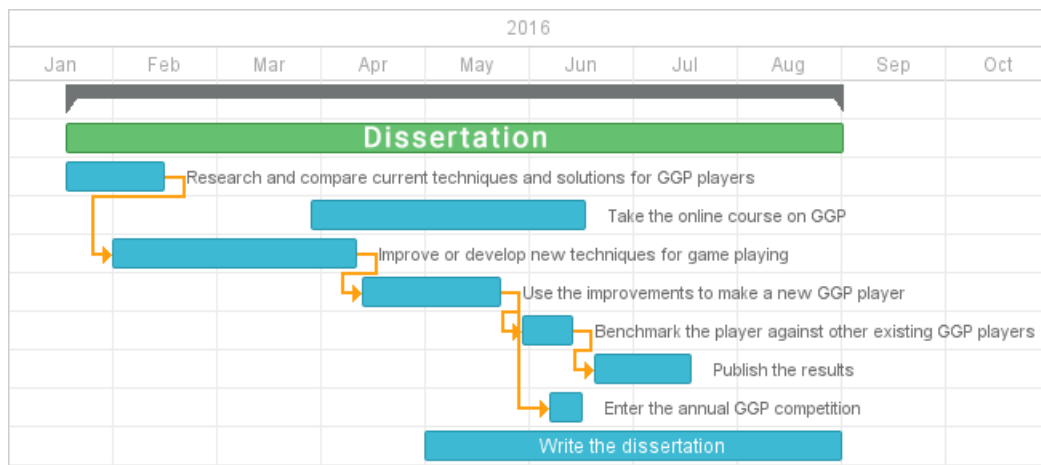 2016
Jan Feb Mar Apr May Jun Jul Aug Sep Oct
Dissertation
Research and compare current techniques and solutions for GGP players
Take the online course on GGP
Improve or develop new techniques for game playing
Use the improvements to make a new GGP player
Benchmark the player against other existing GGP players
Publish the results
Enter the annual GGP competition
Write the dissertation